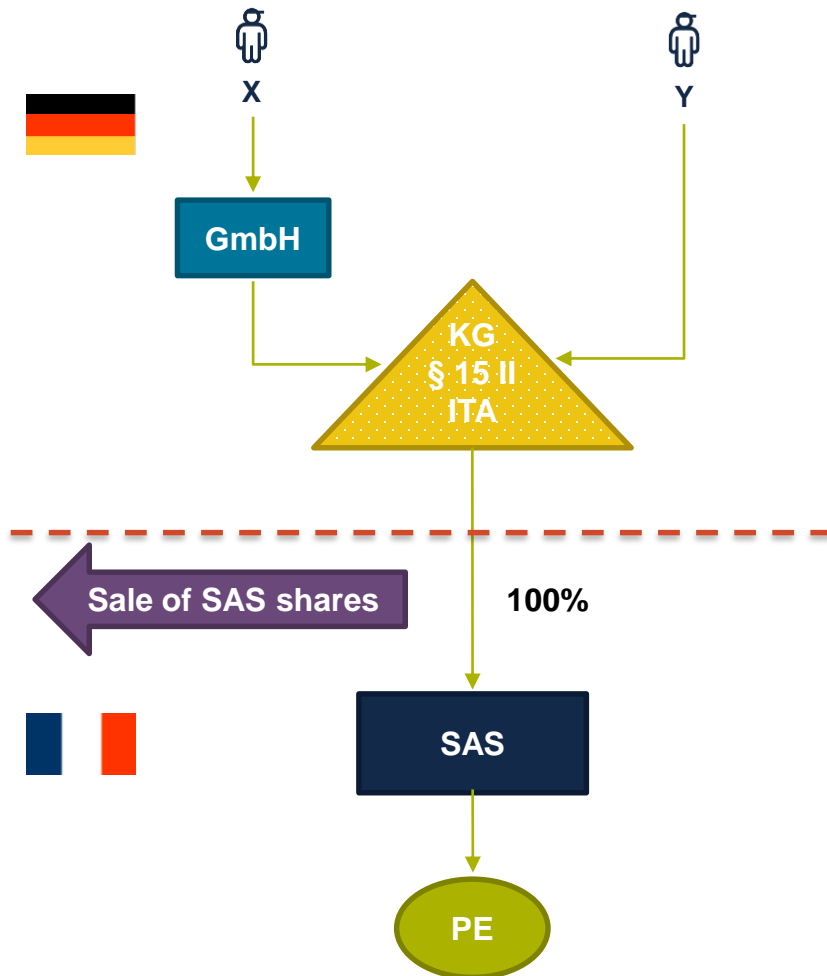 X
Y
GmbH
KG
§ 15 II
ITA
Sale of SAS shares
100%
SAS
PE